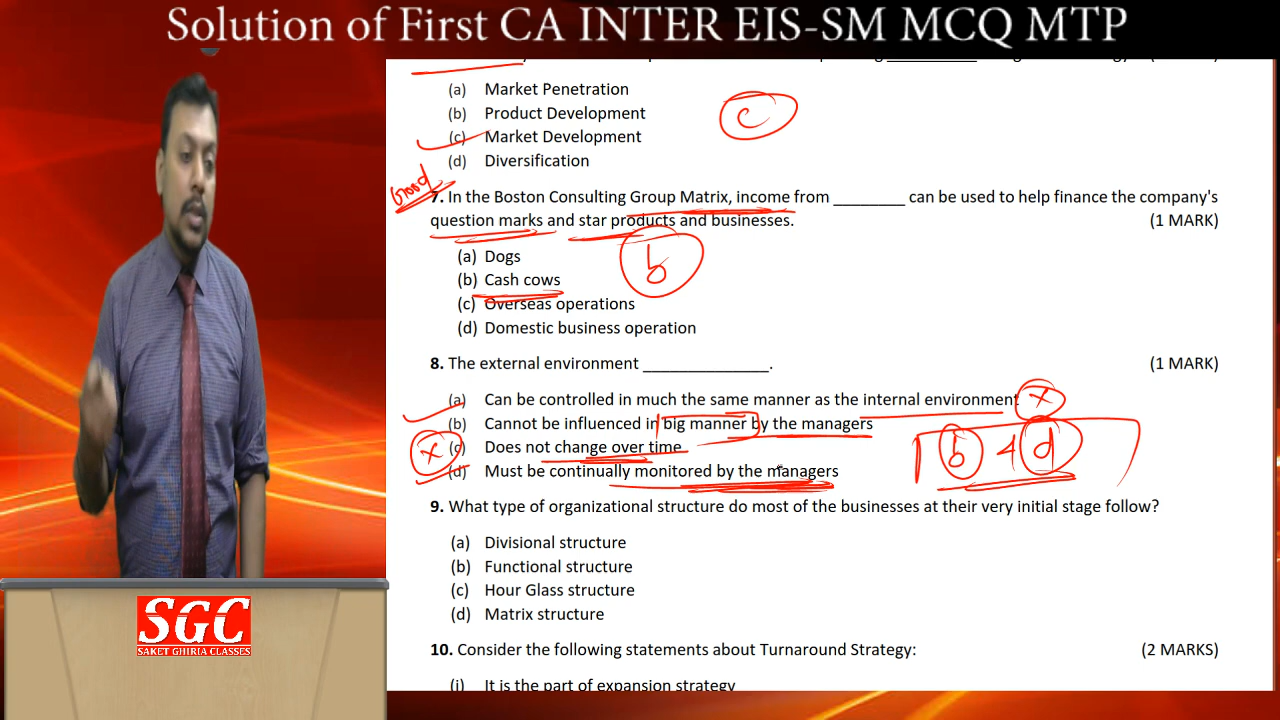 Solution of First CA INTER EIS-SM MCQ MTP
(a) Market Penetration
(b) Product Development
c
(c) Market Development
(d) Diversification
Good
7. In the Boston Consulting Group Matrix, income from ________ can be used to help finance the company's
question marks and star products and businesses. (1 MARK)
(a) Dogs
b
(b) Cash cows
(c) Overseas operations
(d) Domestic business operation
8. The external environment ______________. (1 MARK)
(a) Can be controlled in much the same manner as the internal environment x
(b) Cannot be influenced in big manner by the managers
x (c) Does not change over time. b & d
(d) Must be continually monitored by the managers
9. What type of organizational structure do most of the businesses at their very initial stage follow?
(a) Divisional structure
(b) Functional structure
(c) Hour Glass structure
(d) Matrix structure
10. Consider the following statements about Turnaround Strategy: (2 MARKS)
(i) It is the part of expansion strategy
SGC
SAKET GHIRIA CLASSES